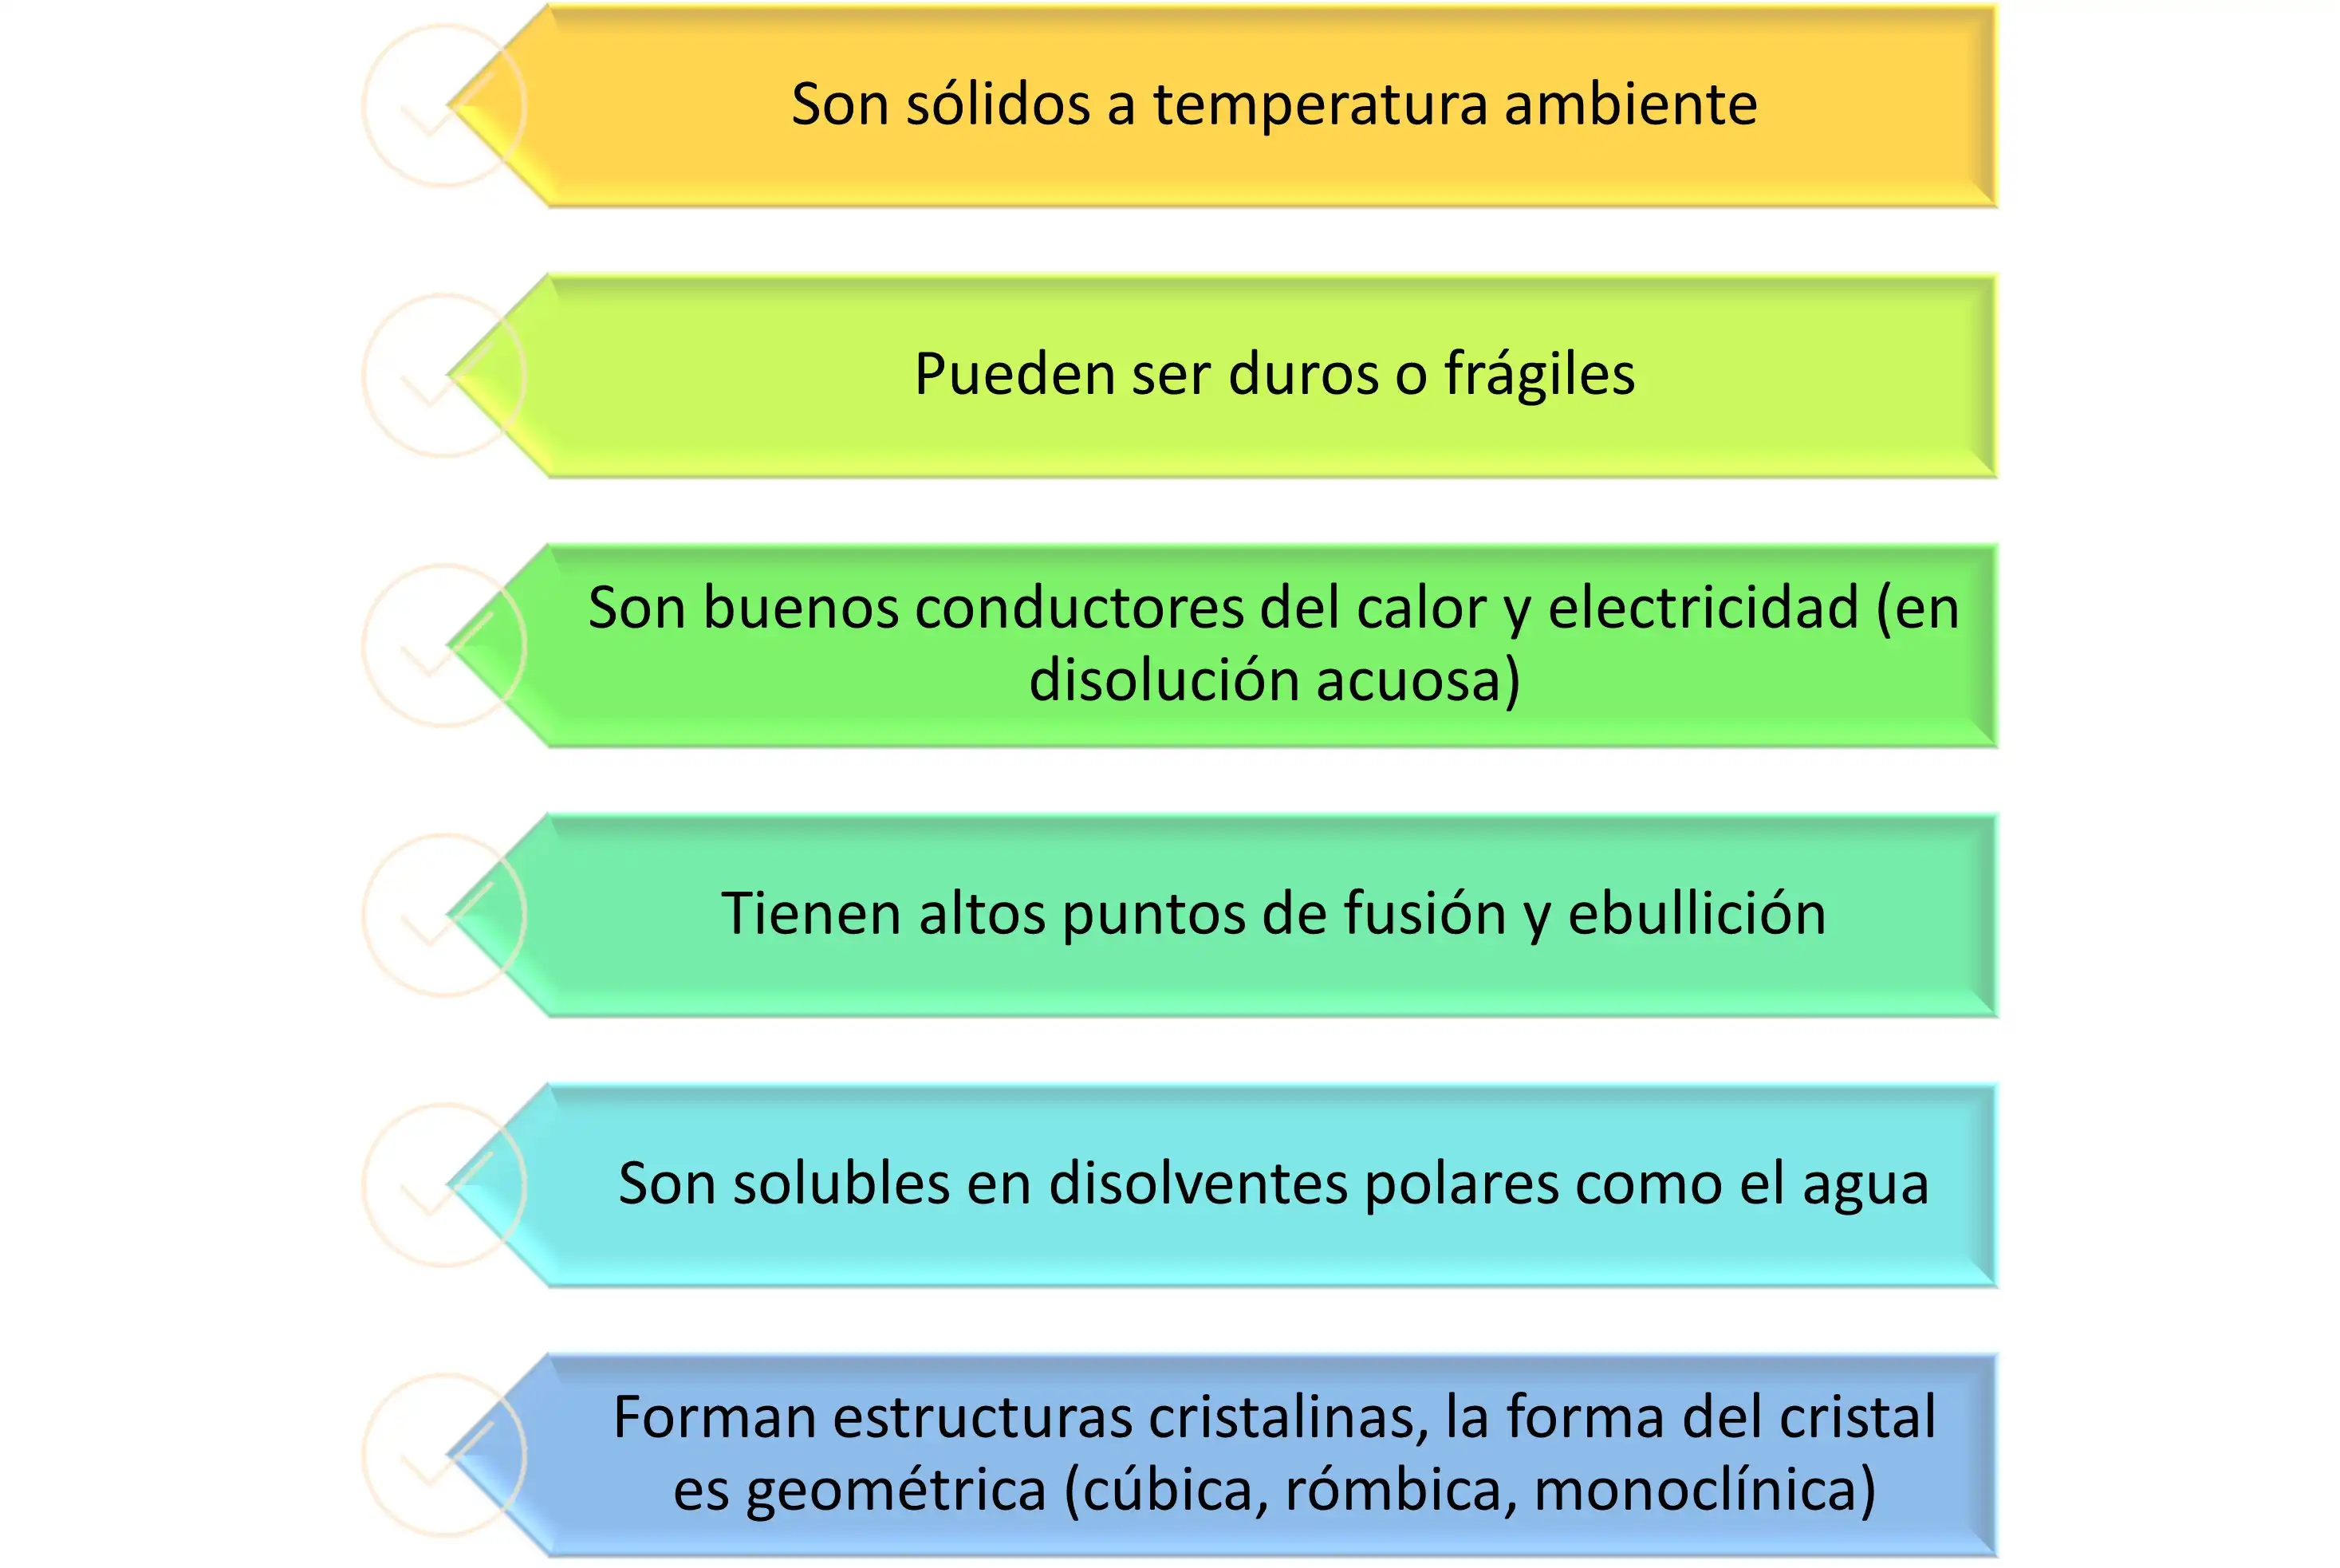 Son sólidos a temperatura ambiente
Pueden ser duros o frágiles
Son buenos conductores del calor y electricidad (en
disolución acuosa)
Tienen altos puntos de fusión y ebullición
Son solubles en disolventes polares como el agua
Forman estructuras cristalinas, la forma del cristal
es geométrica (cúbica, rómbica, monoclínica)